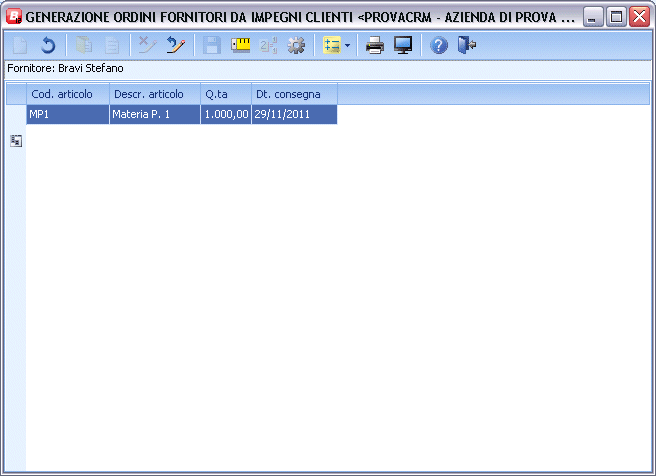 GENERAZIONE ORDINI FORNITORI DA IMPEGNI CLIENTI <PROVACRM - AZIENDA DI PROVA ...
Fornitore: Bravi Stefano
Cod. articolo Descr. articolo Q.ta Dt. consegna
MP1 Materia P. 1 1.000,00 29/11/2011